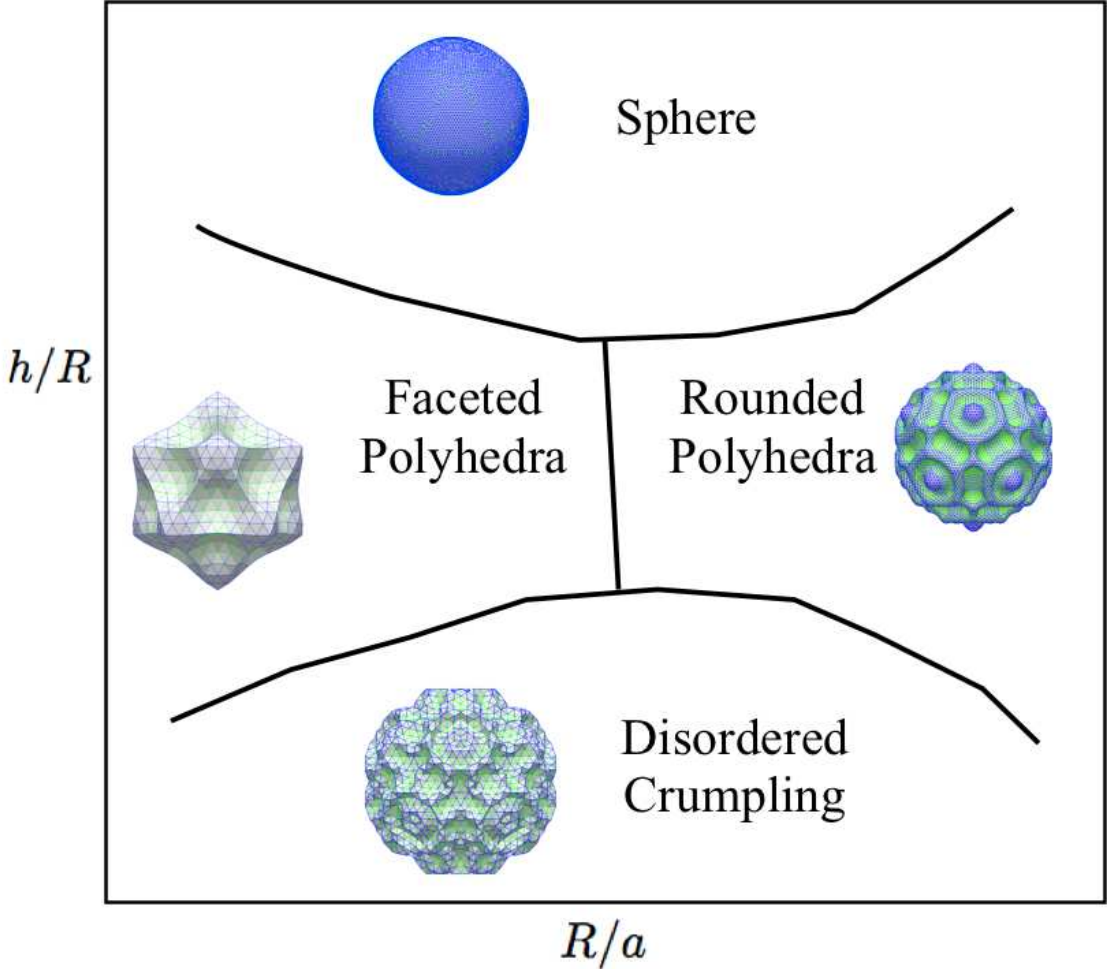 Sphere
h/R
Faceted
Polyhedra
Rounded
Polyhedra
Disordered
Crumpling
R/a